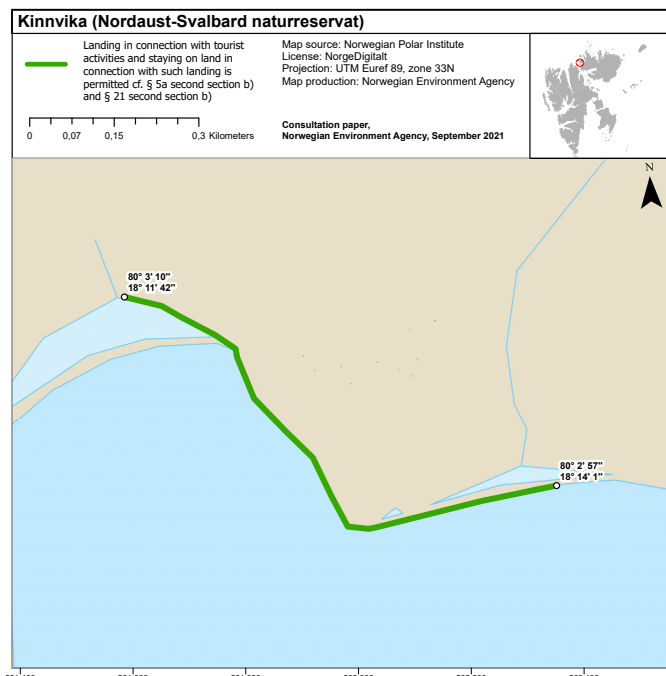 Kinnvika (Nordaust-Svalbard naturreservat)
Landing in connection with tourist
activities and staying on land in
connection with such landing is
permitted cf. § 5a second section b)
and § 21 second section b)
Map source: Norwegian Polar Institute
License: NorgeDigitalt
Projection: UTM Euref 89, zone 33N
Map production: Norwegian Environment Agency
0 0,07 0,15 0,3 Kilometers
Consultation paper,
Norwegian Environment Agency, September 2021
N
80° 3' 10"
18° 11' 42"
80° 2' 57"
18° 14' 1"